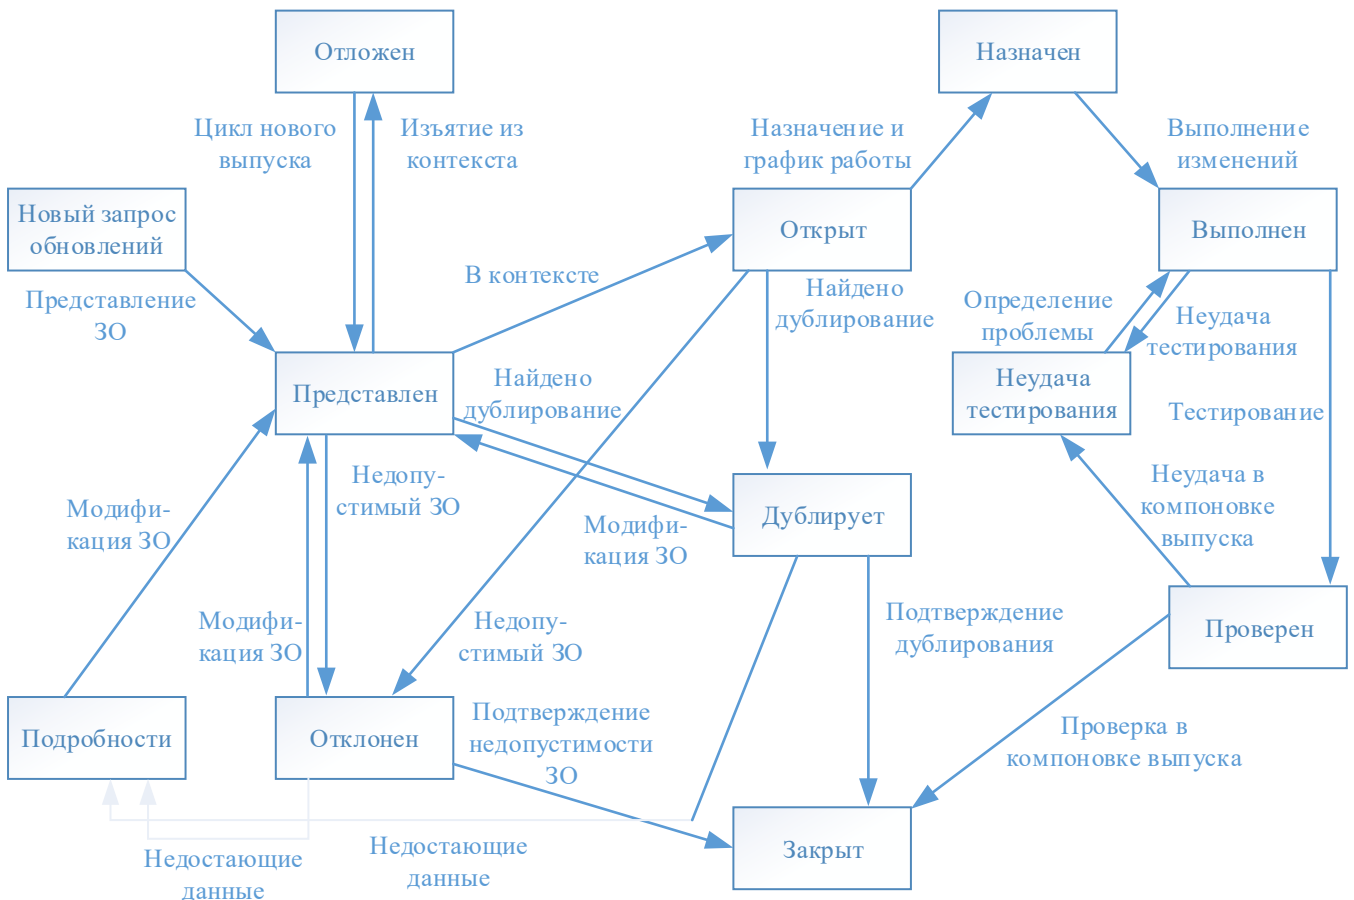 Отложен
Назначен
Цикл нового
выпуска
Изъятие из
контекста
Назначение и
график работы
Выполнение
изменений
Новый запрос
обновлений
Открыт
Выполнен
В контексте
Представление
ЗО
Найдено
дублирование
Определение
проблемы
Неудача
тестирования
Представлен
Найдено
дублирование
Неудача
тестирования
Тестирование
Недопу-
стимый ЗО
Модифи-
кация ЗО
Дублирует
Модифи-
кация ЗО
Неудача в
компоновке
выпуска
Модифи-
кация ЗО
Недопу-
стимый ЗО
Подтверждение
дублирования
Проверен
Подробности
Отклонен
Подтверждение
недопустимости
ЗО
Проверка в
компоновке выпуска
Недостающие
данные
Недостающие
данные
Закрыт